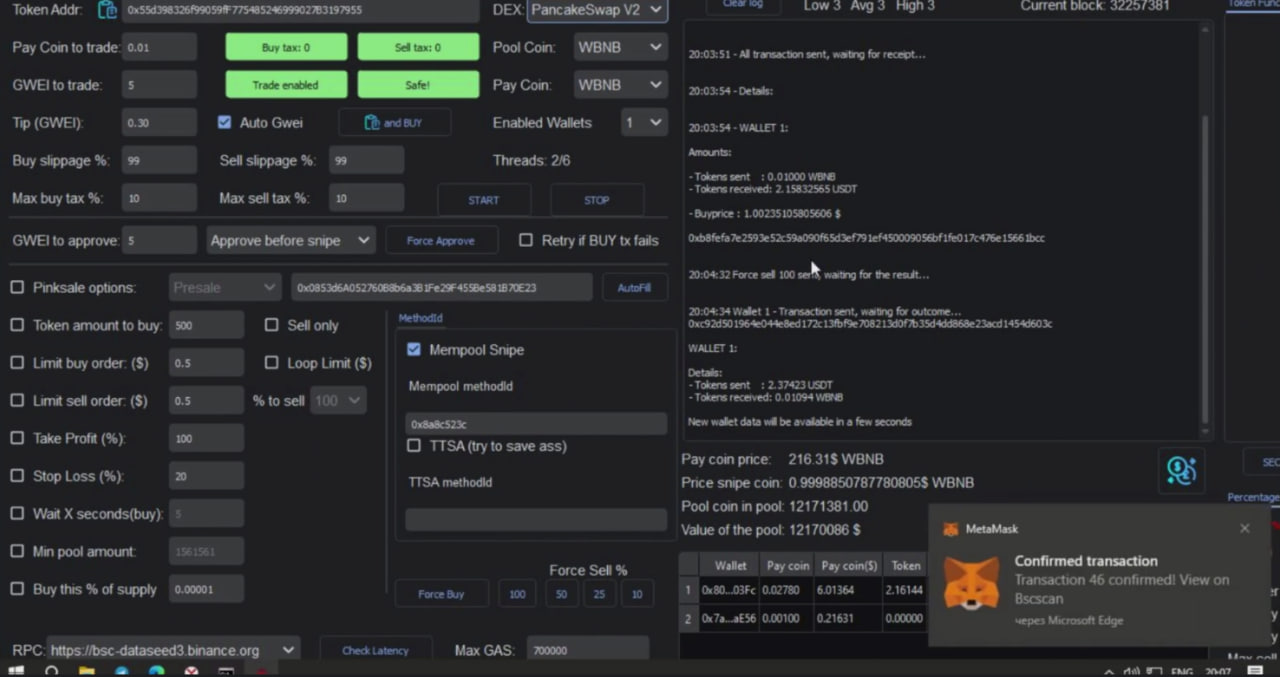 Token Addr: 0x55d398326f99059fF775485246999027B3197955 DEX: PancakeSwap V2
Pay Coin to trade: 0.01 Buy tax: 0 Sell tax: 0 Pool Coin: WBNB
GWEI to trade: 5 Trade enabled Safe! Pay Coin: WBNB
Tip (GWEI): 0.30 Auto Gwei and BUY Enabled Wallets 1
Buy slippage %: 99 Sell slippage %: 99 Threads: 2/6
Max buy tax %: 10 Max sell tax %: 10 START STOP
GWEI to approve: 5 Approve before snipe Force Approve Retry if BUY tx fails
Pinksale options: Presale 0x0853d6A052760B8b6a3B1Fe29F455Be581B70E23 AutoFill
Token amount to buy: 500 Sell only
Limit buy order: ($) 0.5 Loop Limit ($)
Limit sell order: ($) 0.5 % to sell 100
Take Profit (%): 100
Stop Loss (%): 20
Wait X seconds(buy): 5
Min pool amount: 1561561
Buy this % of supply 0.00001
MethodId
Mempool Snipe
Mempool methodId
0x8a8c523c
TTSA (try to save ass)
TTSA methodId
Force Sell %
Force Buy 100 50 25 10
RPC: https://bsc-dataseed3.binance.org Check Latency Max GAS: 700000
Clear log Low 3 Avg 3 High 3 Current block: 32257381
20:03:51 - All transaction sent, waiting for receipt...
20:03:54 - Details:
20:03:54 - WALLET 1:
Amounts:
- Tokens sent : 0.01000 WBNB
- Tokens received: 2.15832565 USDT
- Buyprice : 1.00235105805606 $
0xb8fefa7e2593e52c59a090f65d3ef791ef450009056bf1fe017c476e15661bcc
20:04:32 Force sell 100 sent, waiting for the result...
20:04:34 Wallet 1 - Transaction sent, waiting for outcome...
0xc92d501964e044e8ed172c13fbf9e708213d0f7b35d4dd868e23acd1454d603c
WALLET 1:
Details:
- Tokens sent : 2.37423 USDT
- Tokens received: 0.01094 WBNB
New wallet data will be available in a few seconds
Pay coin price: 216.31$ WBNB
Price snipe coin: 0.9998850787780805$ WBNB
Pool coin in pool: 12171381.00
Value of the pool: 12170086 $
Wallet Pay coin Pay coin($) Token
1 0x80...03Fc 0.02780 6.01364 2.16144
2 0x7a...aE56 0.00100 0.21631 0.00000
Percentage
MetaMask
Confirmed transaction
Transaction 46 confirmed! View on
Bscscan
через Microsoft Edge
ENG 20:07